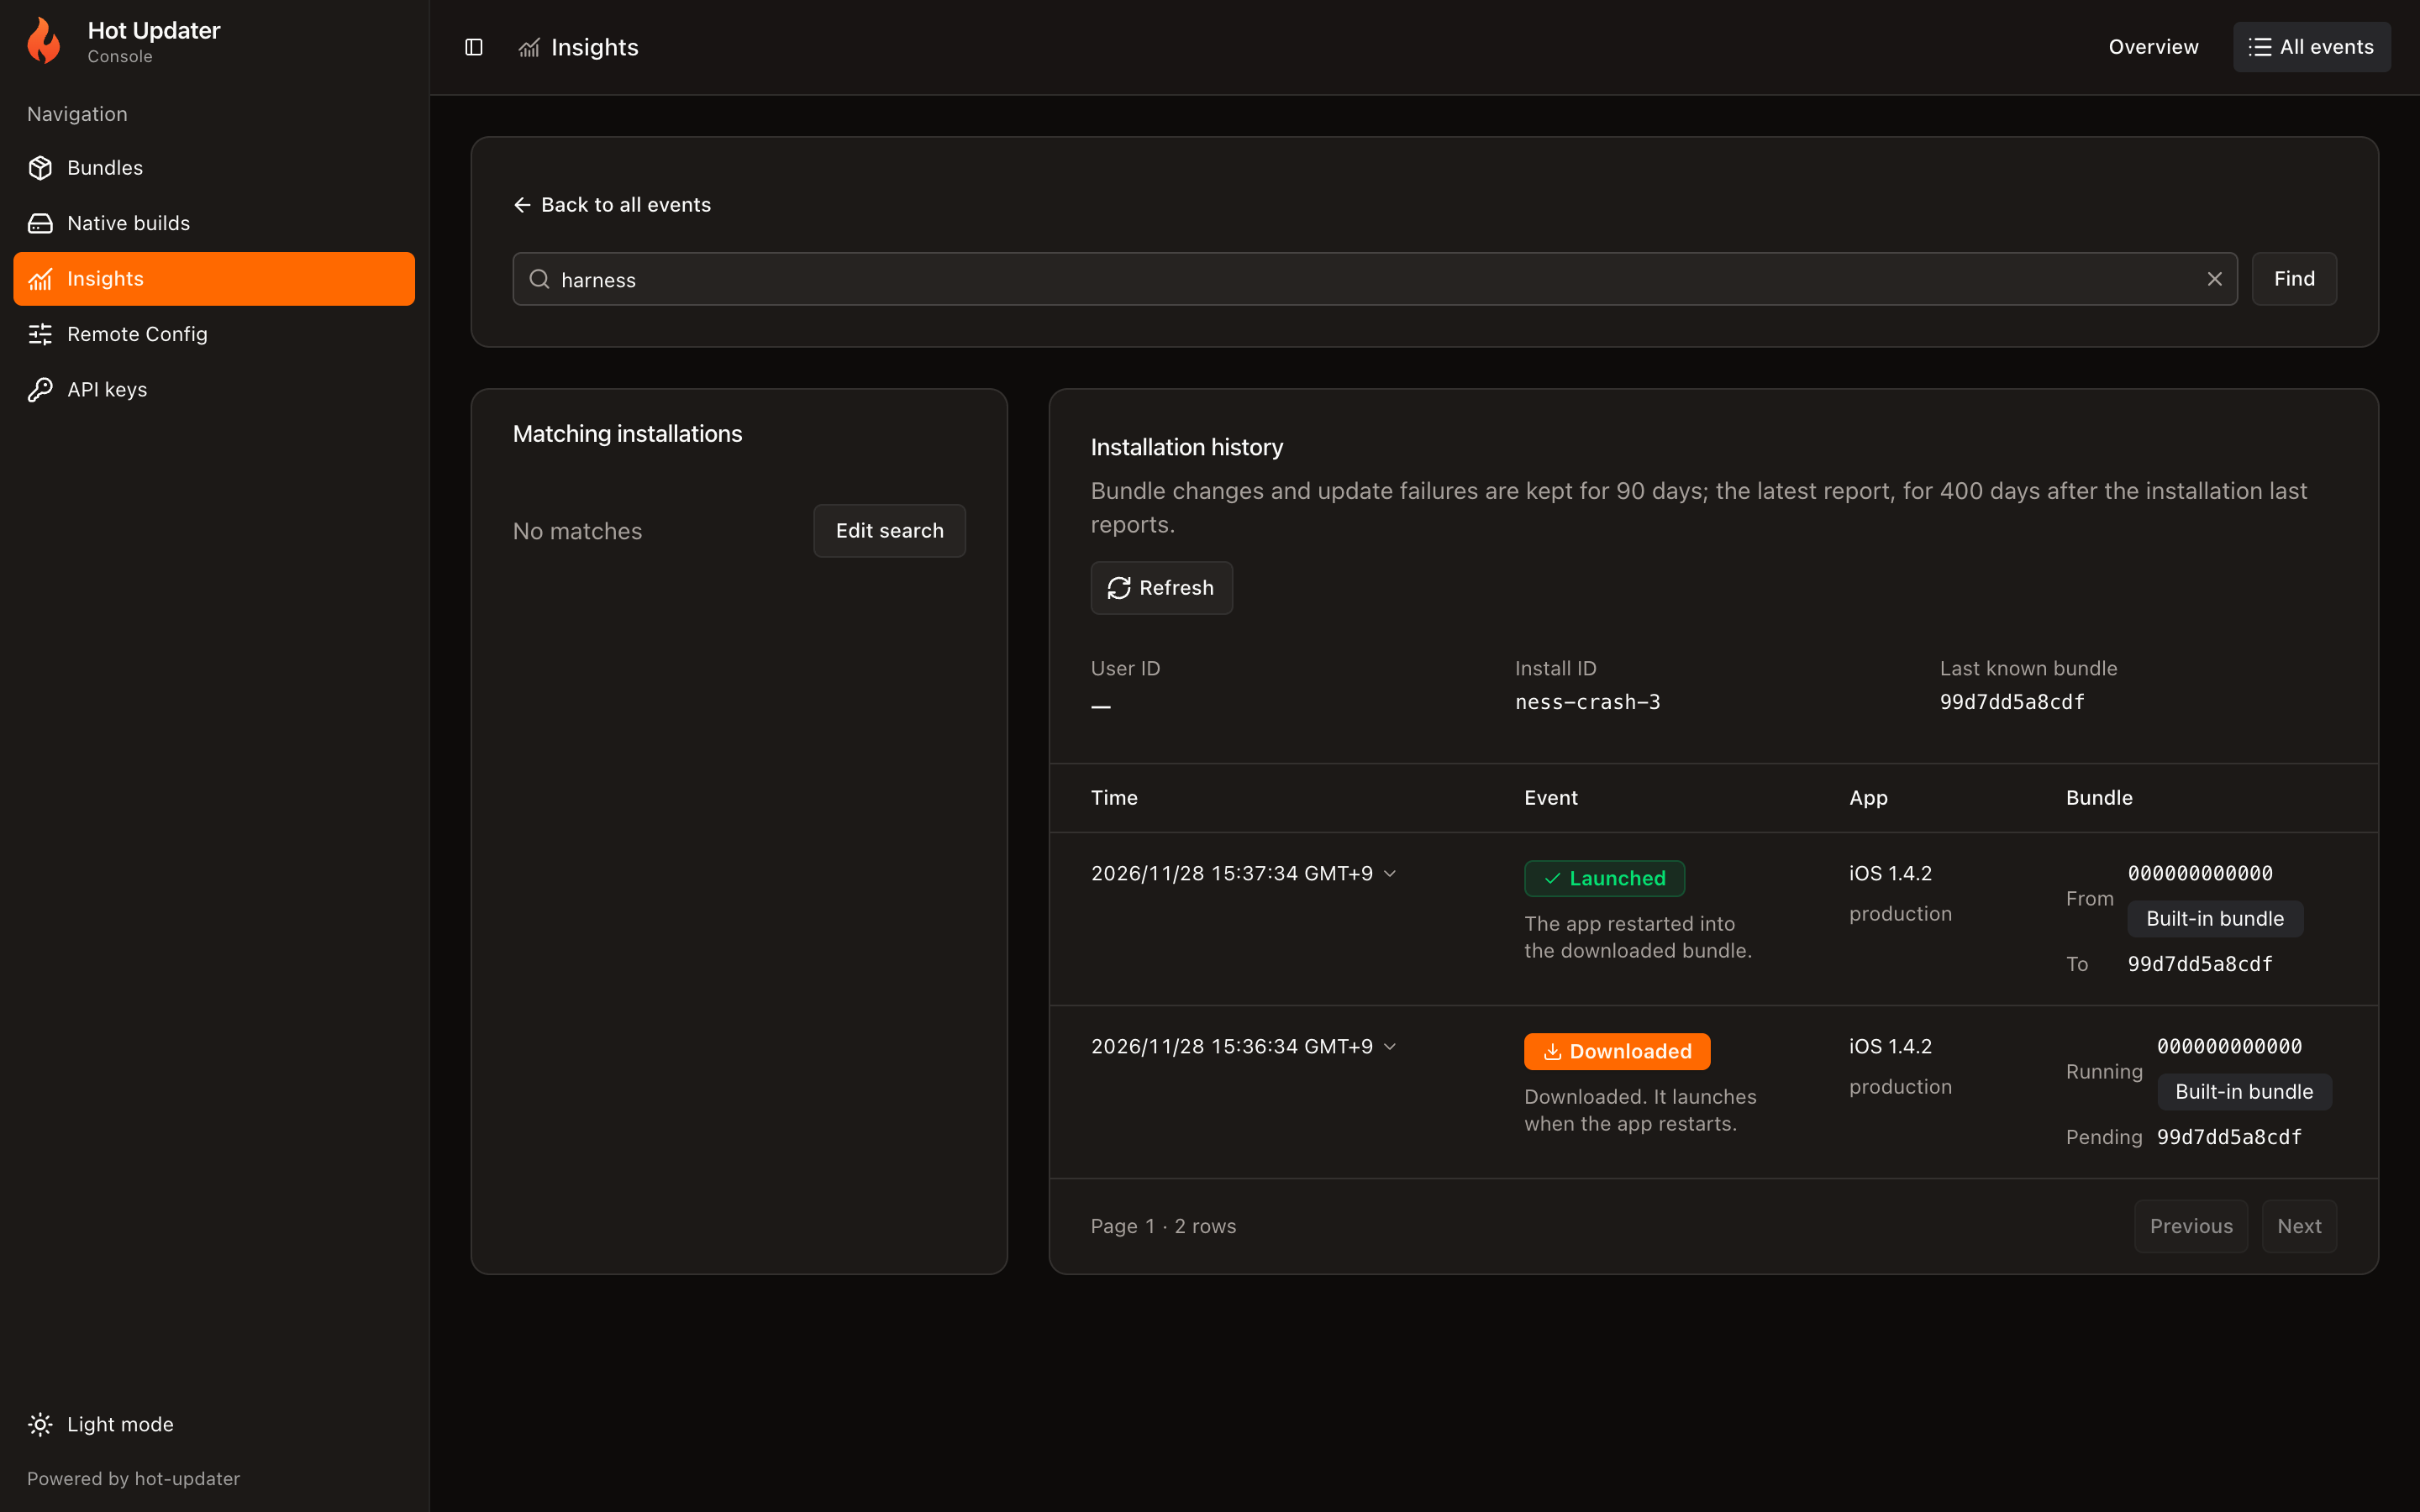 Hot Updater
Console
Navigation
Bundles
Native builds
Insights
Remote Config
API keys
Light mode
Powered by hot-updater
Insights
Overview
All events
Back to all events
harness
Find
Matching installations
No matches
Edit search
Installation history
Bundle changes and update failures are kept for 90 days; the latest report, for 400 days after the installation last
reports.
Refresh
User ID
—
Install ID
ness-crash-3
Last known bundle
99d7dd5a8cdf
Time
Event
App
Bundle
2026/11/28 15:37:34 GMT+9
Launched
The app restarted into
the downloaded bundle.
iOS 1.4.2
production
From
000000000000
Built-in bundle
To
99d7dd5a8cdf
2026/11/28 15:36:34 GMT+9
Downloaded
Downloaded. It launches
when the app restarts.
iOS 1.4.2
production
Running
000000000000
Built-in bundle
Pending
99d7dd5a8cdf
Page 1 · 2 rows
Previous
Next